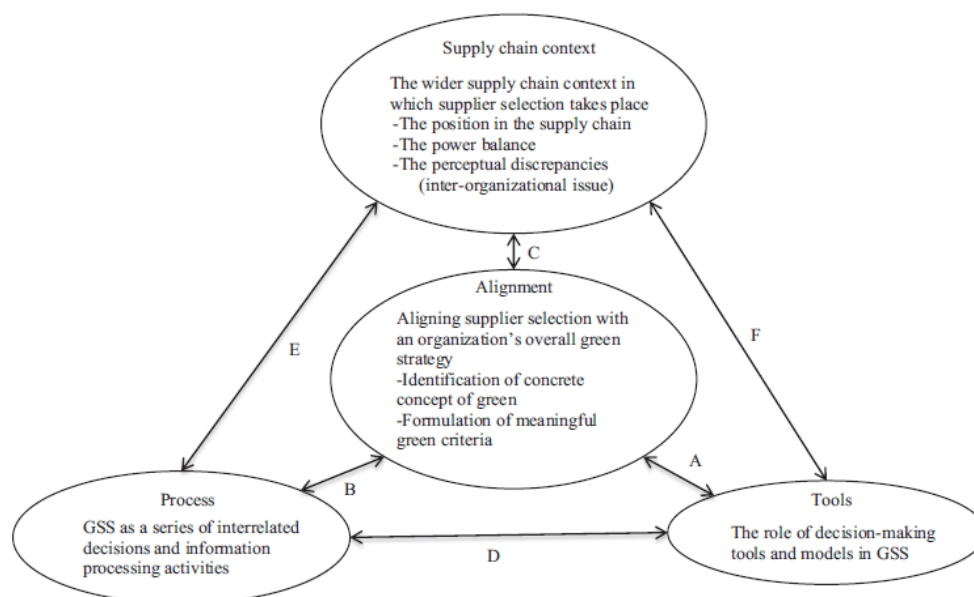 Supply chain context
The wider supply chain context in
which supplier selection takes place
-The position in the supply chain
-The power balance
-The perceptual discrepancies
(inter-organizational issue)
C
Alignment
Aligning supplier selection with
an organization’s overall green
strategy
-Identification of concrete
concept of green
-Formulation of meaningful
green criteria
E
F
A
B
Process
GSS as a series of interrelated
decisions and information
processing activities
D
Tools
The role of decision-making
tools and models in GSS